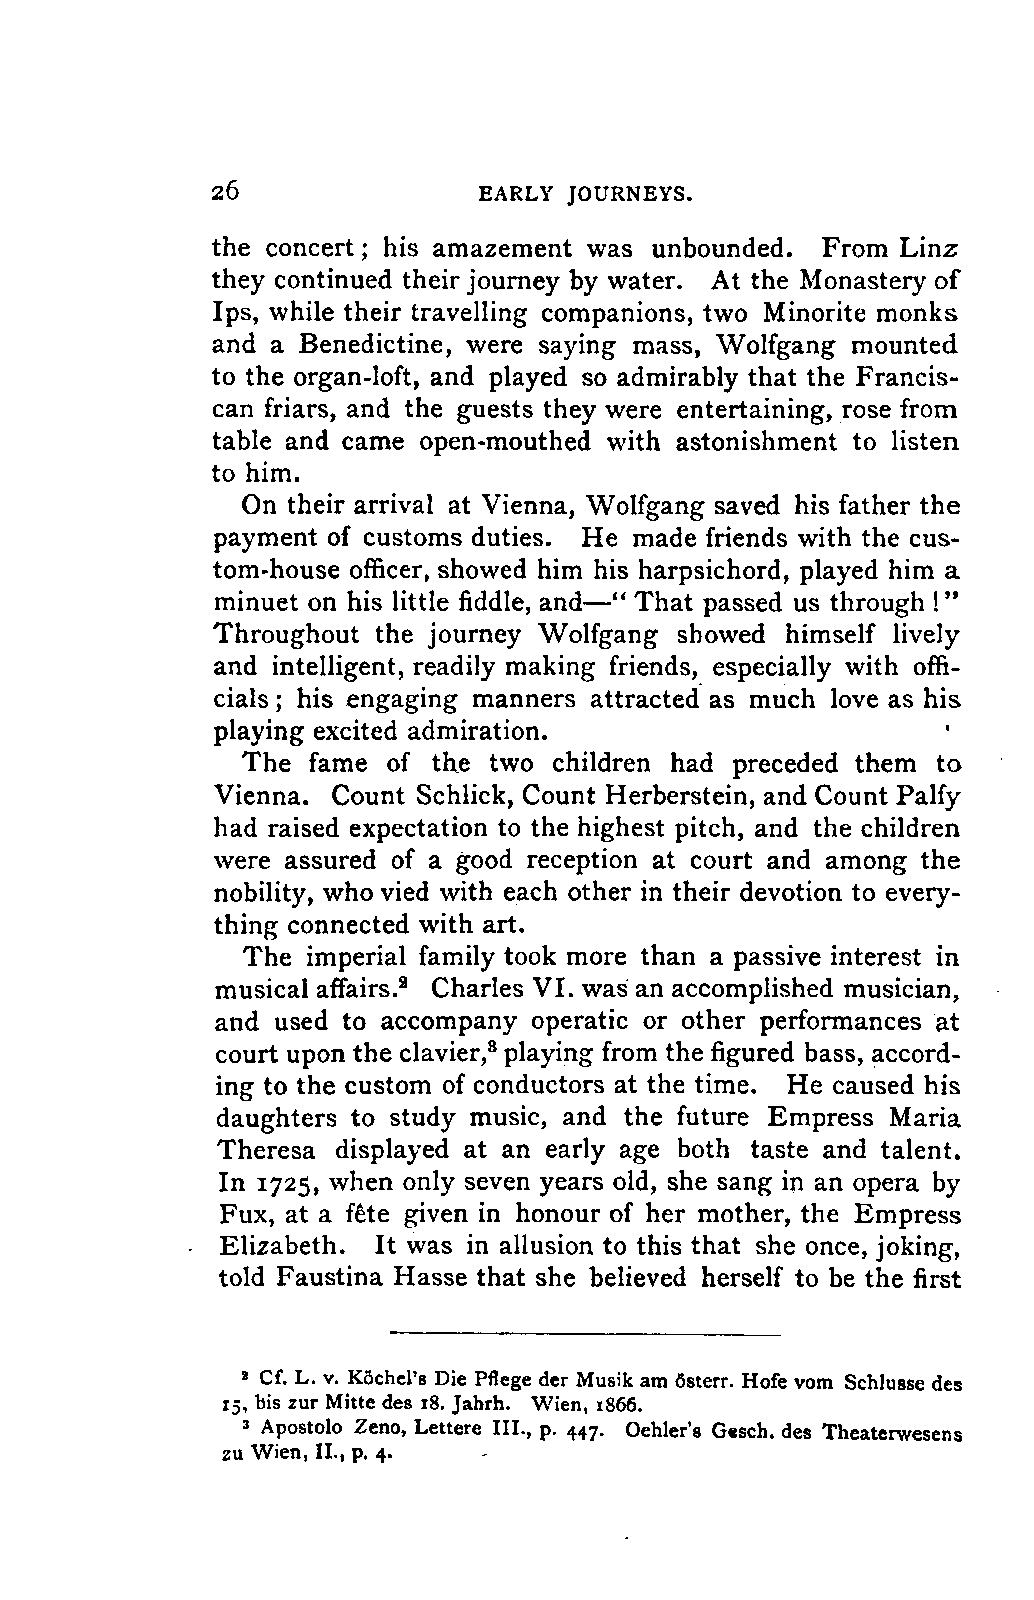 26 EARLY JOURNEYS.
the concert; his amazement was unbounded. From Linz
they continued their journey by water. At the Monastery of
Ips, while their travelling companions, two Minorite monks
and a Benedictine, were saying mass, Wolfgang mounted
to the organ-loft, and played so admirably that the Francis-
can friars, and the guests they were entertaining, rose from
table and came open-mouthed with astonishment to listen
to him.
On their arrival at Vienna, Wolfgang saved his father the
payment of customs duties. He made friends with the cus-
tom-house officer, showed him his harpsichord, played him a
minuet on his little fiddle, and—"That passed us through!"
Throughout the journey Wolfgang showed himself lively
and intelligent, readily making friends, especially with offi-
cials; his engaging manners attracted as much love as his
playing excited admiration.
The fame of the two children had preceded them to
Vienna. Count Schlick, Count Herberstein, and Count Palfy
had raised expectation to the highest pitch, and the children
were assured of a good reception at court and among the
nobility, who vied with each other in their devotion to every-
thing connected with art.
The imperial family took more than a passive interest in
musical affairs.² Charles VI. was an accomplished musician,
and used to accompany operatic or other performances at
court upon the clavier,³ playing from the figured bass, accord-
ing to the custom of conductors at the time. He caused his
daughters to study music, and the future Empress Maria
Theresa displayed at an early age both taste and talent.
In 1725, when only seven years old, she sang in an opera by
Fux, at a fête given in honour of her mother, the Empress
Elizabeth. It was in allusion to this that she once, joking,
told Faustina Hasse that she believed herself to be the first
² Cf. L. v. Köchel's Die Pflege der Musik am österr. Hofe vom Schlusse des
15, bis zur Mitte des 18. Jahrh. Wien, 1866.
³ Apostolo Zeno, Lettere III., p. 447. Oehler's Gesch. des Theaterwesens
zu Wien, II., p. 4.